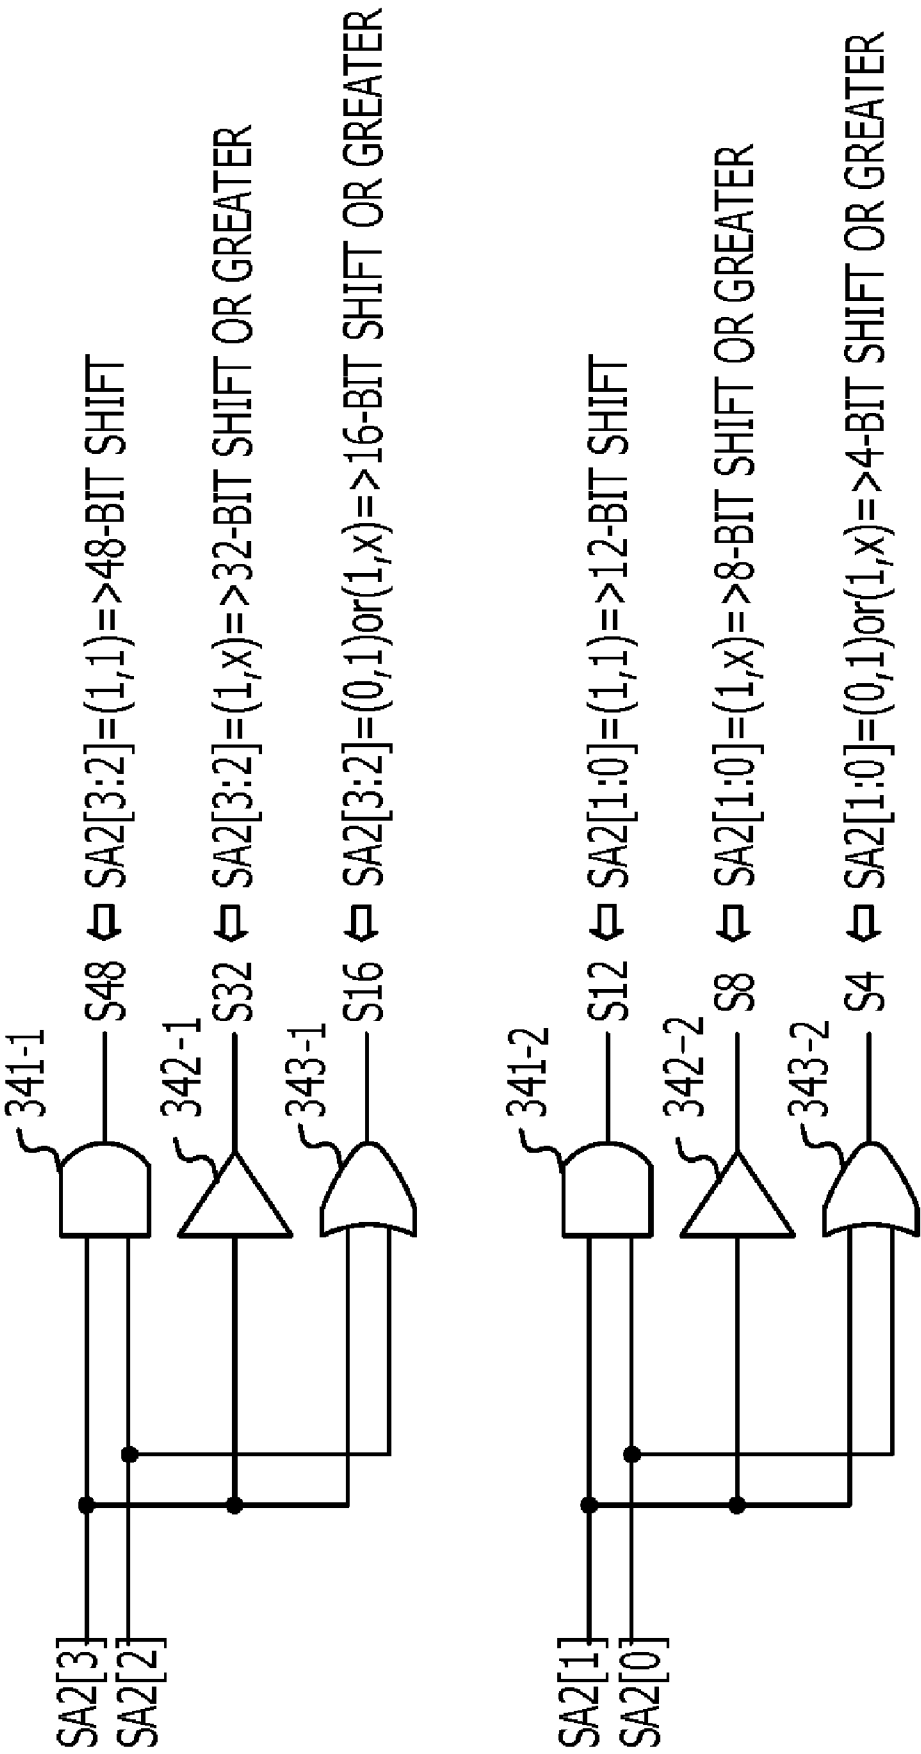 SA2[3]
SA2[2]
341-1
S48 ⇦ SA2[3:2]=(1,1)=>48-BIT SHIFT
342-1
S32 ⇦ SA2[3:2]=(1,x)=>32-BIT SHIFT OR GREATER
343-1
S16 ⇦ SA2[3:2]=(0,1)or(1,x)=>16-BIT SHIFT OR GREATER
SA2[1]
SA2[0]
341-2
S12 ⇦ SA2[1:0]=(1,1)=>12-BIT SHIFT
342-2
S8 ⇦ SA2[1:0]=(1,x)=>8-BIT SHIFT OR GREATER
343-2
S4 ⇦ SA2[1:0]=(0,1)or(1,x)=>4-BIT SHIFT OR GREATER